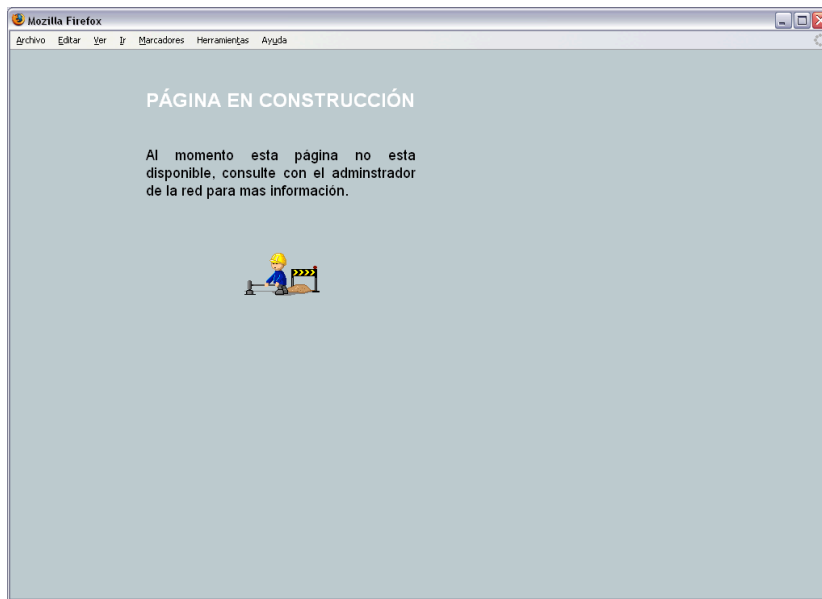 Mozilla Firefox
Archivo Editar Ver Ir Marcadores Herramientas Ayuda
PÁGINA EN CONSTRUCCIÓN
Al momento esta página no esta
disponible, consulte con el adminstrador
de la red para mas información.